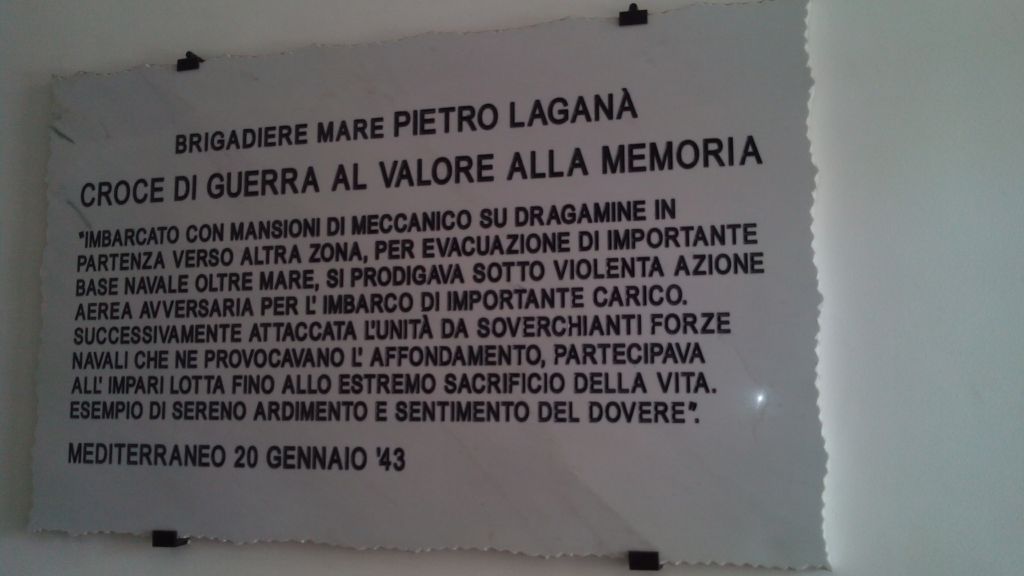 BRIGADIERE MARE PIETRO LAGANÀ
CROCE DI GUERRA AL VALORE ALLA MEMORIA
"IMBARCATO CON MANSIONI DI MECCANICO SU DRAGAMINE IN
PARTENZA VERSO ALTRA ZONA, PER EVACUAZIONE DI IMPORTANTE
BASE NAVALE OLTRE MARE, SI PRODIGAVA SOTTO VIOLENTA AZIONE
AEREA AVVERSARIA PER L' IMBARCO DI IMPORTANTE CARICO.
SUCCESSIVAMENTE ATTACCATA L'UNITÀ DA SOVERCHIANTI FORZE
NAVALI CHE NE PROVOCAVANO L' AFFONDAMENTO, PARTECIPAVA
ALL' IMPARI LOTTA FINO ALLO ESTREMO SACRIFICIO DELLA VITA.
ESEMPIO DI SERENO ARDIMENTO E SENTIMENTO DEL DOVERE".
MEDITERRANEO 20 GENNAIO '43